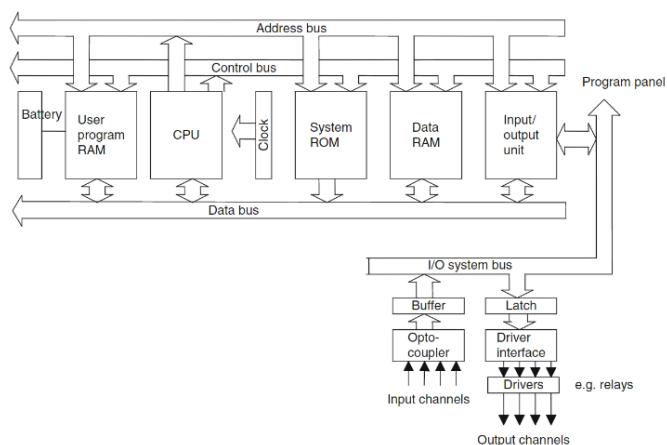 Address bus
Control bus
Program panel
Battery
User
program
RAM
CPU
Clock
System
ROM
Data
RAM
Input/
output
unit
Data bus
I/O system bus
Buffer
Latch
Opto-
coupler
Driver
interface
Input channels
Drivers
e.g. relays
Output channels